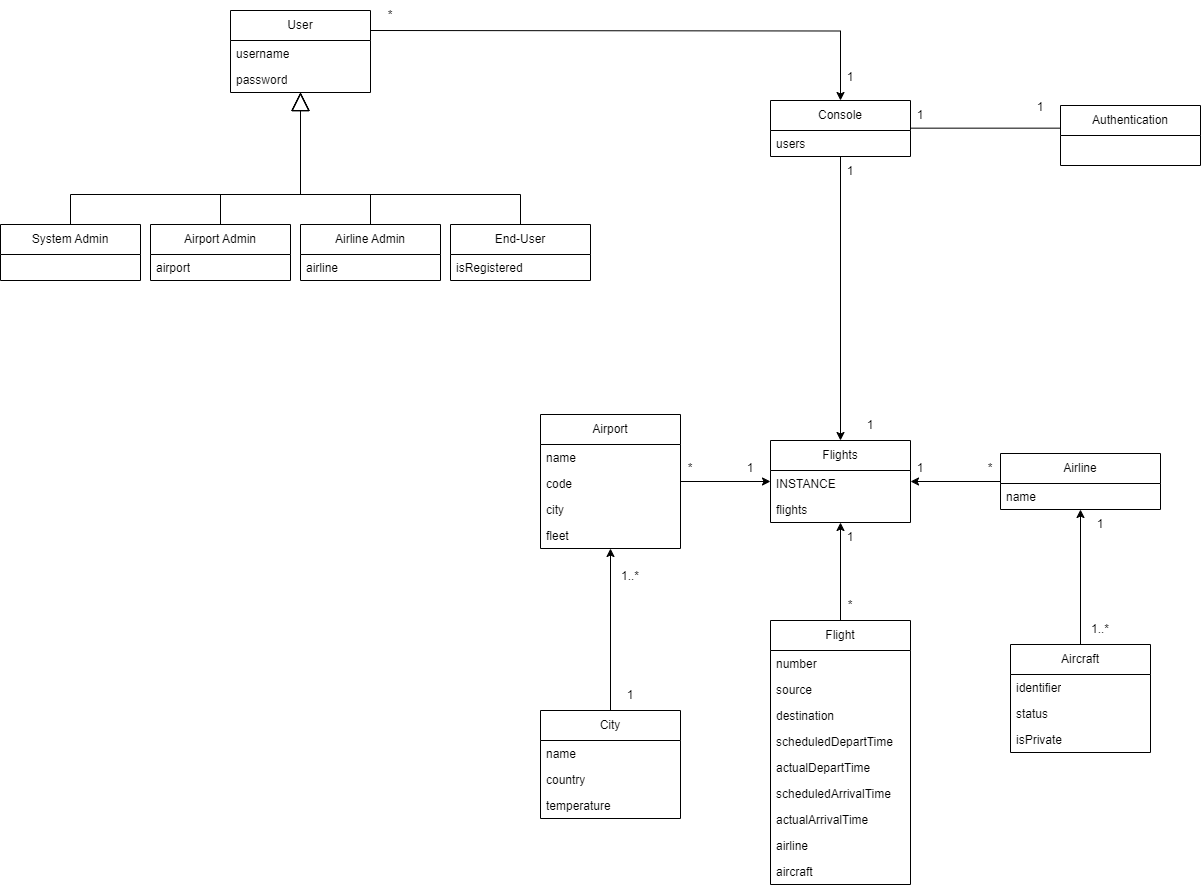 *
User
username
password
1
Console
users
1
1
Authentication
1
System Admin
Airport Admin
airport
Airline Admin
airline
End-User
isRegistered
1
Airport
name
code
city
fleet
*
1
Flights
INSTANCE
flights
1
*
Airline
name
1
1
1..*
*
1..*
1
City
name
country
temperature
Flight
number
source
destination
scheduledDepartTime
actualDepartTime
scheduledArrivalTime
actualArrivalTime
airline
aircraft
Aircraft
identifier
status
isPrivate